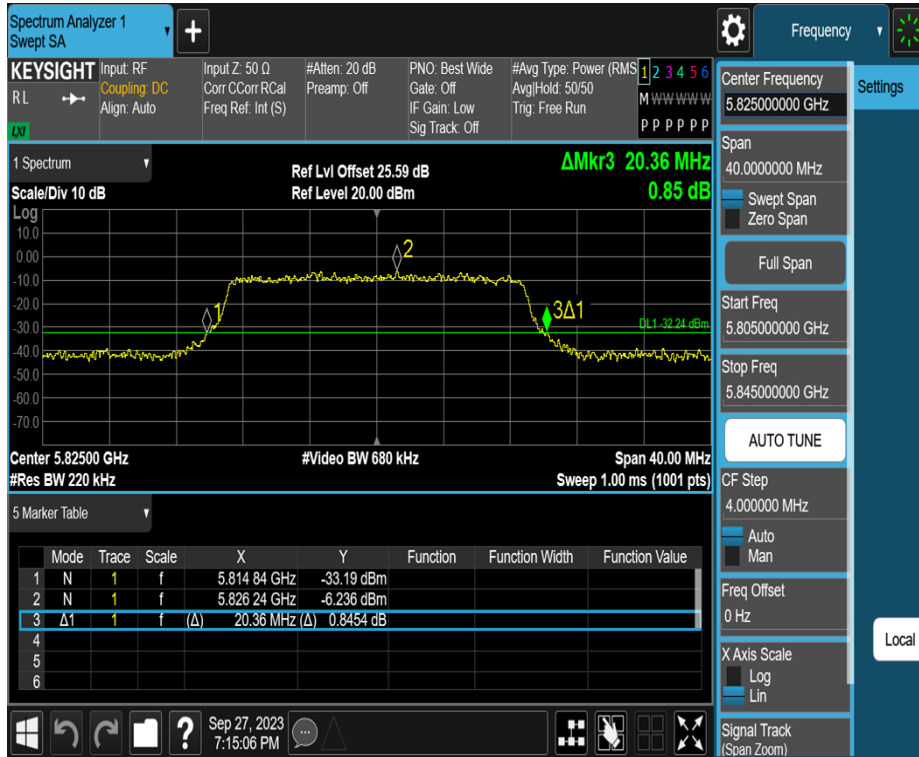 Spectrum Analyzer 1
Swept SA
+
Frequency
KEYSIGHT
R L
LXI
Input: RF
Coupling: DC
Align: Auto
Input Z: 50 Ω
Corr CCorr RCal
Freq Ref: Int (S)
#Atten: 20 dB
Preamp: Off
PNO: Best Wide
Gate: Off
IF Gain: Low
Sig Track: Off
#Avg Type: Power (RMS
Avg|Hold: 50/50
Trig: Free Run
1 2 3 4 5 6
M W W W W W
P P P P P P
1 Spectrum
Scale/Div 10 dB
Ref Lvl Offset 25.59 dB
Ref Level 20.00 dBm
ΔMkr3 20.36 MHz
0.85 dB
Log
10.0
0.00
-10.0
-20.0
-30.0
-40.0
-50.0
-60.0
-70.0
1
2
3Δ1
DL1 -32.24 dBm
Center 5.82500 GHz
#Video BW 680 kHz
Span 40.00 MHz
#Res BW 220 kHz
Sweep 1.00 ms (1001 pts)
5 Marker Table
Mode Trace Scale X Y Function Function Width Function Value
1 N 1 f 5.814 84 GHz -33.19 dBm
2 N 1 f 5.826 24 GHz -6.236 dBm
3 Δ1 1 f (Δ) 20.36 MHz (Δ) 0.8454 dB
4
5
6
?
Sep 27, 2023
7:15:06 PM
Center Frequency
5.825000000 GHz
Span
40.0000000 MHz
Swept Span
Zero Span
Full Span
Start Freq
5.805000000 GHz
Stop Freq
5.845000000 GHz
AUTO TUNE
CF Step
4.000000 MHz
Auto
Man
Freq Offset
0 Hz
X Axis Scale
Log
Lin
Signal Track
(Span Zoom)
Settings
Local